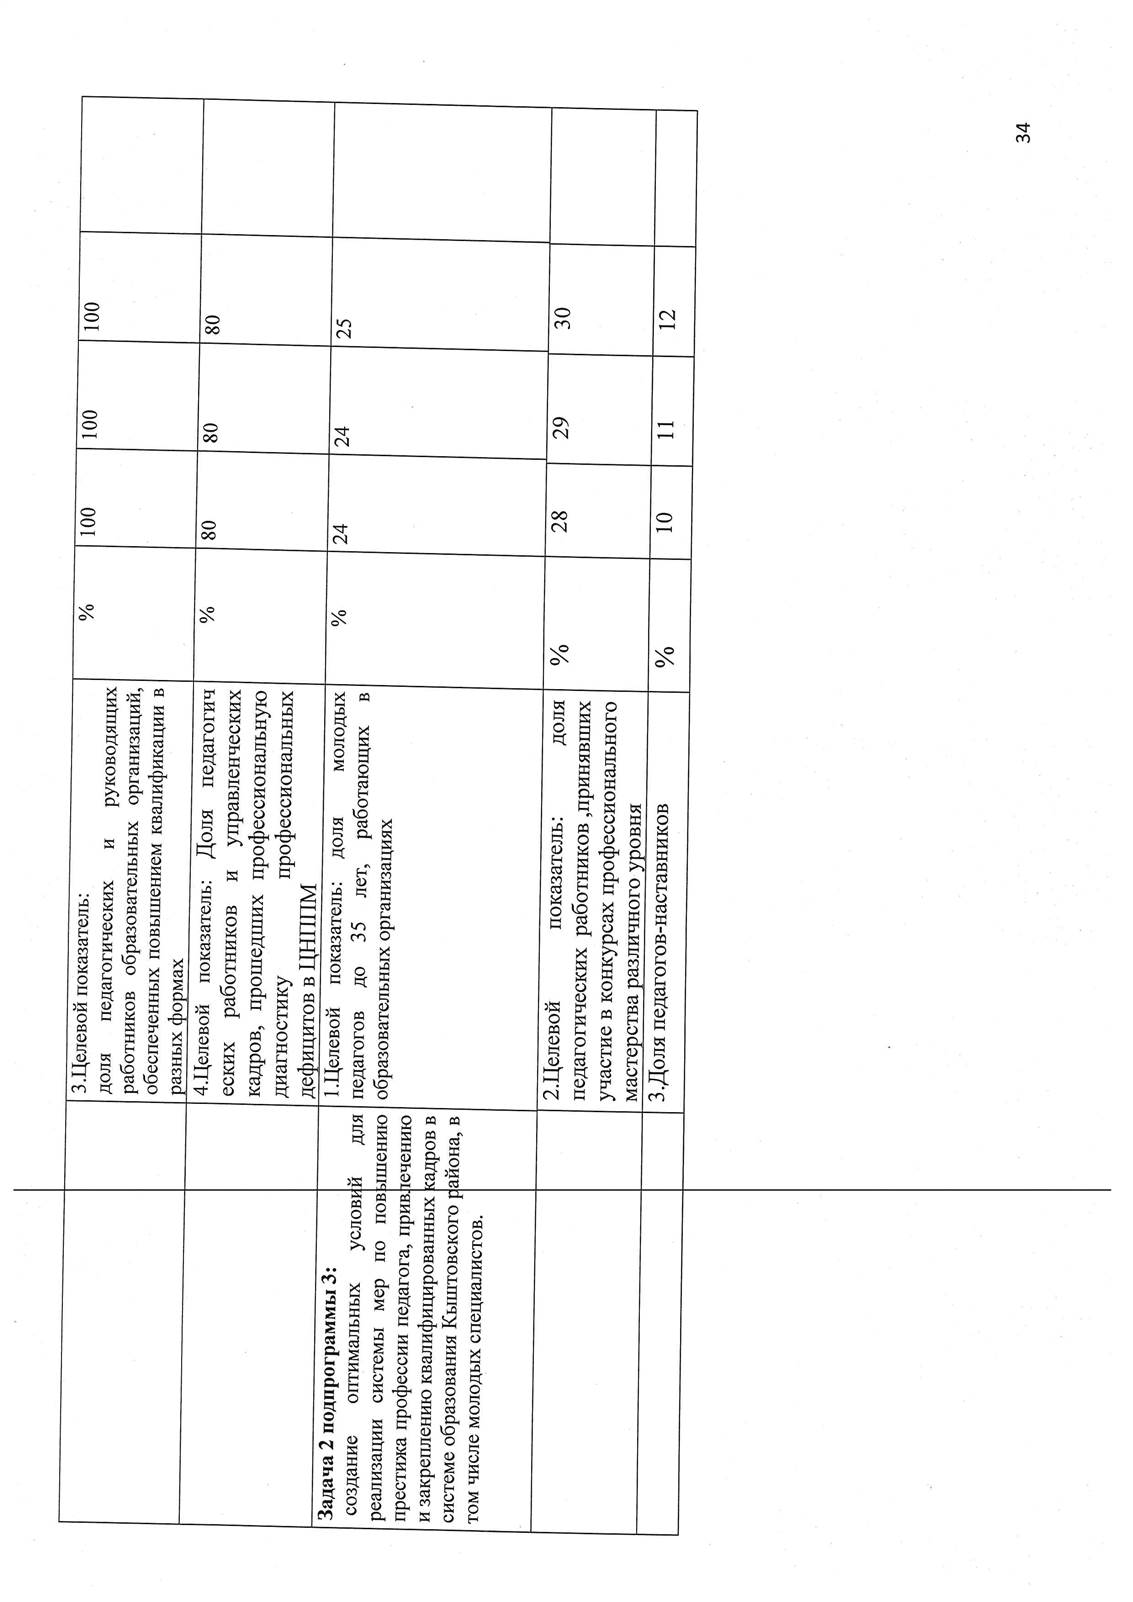 3.Целевой показатель:
доля педагогических и руководящих
работников образовательных организаций,
обеспеченных повышением квалификации в
разных формах
%
100
100
100
4.Целевой показатель: Доля педагогич
еских работников и управленческих
кадров, прошедших профессиональную
диагностику профессиональных
дефицитов в ЦНППМ
%
80
80
80
Задача 2 подпрограммы 3:
создание оптимальных условий для
реализации системы мер по повышению
престижа профессии педагога, привлечению
и закреплению квалифицированных кадров в
системе образования Кыштовского района, в
том числе молодых специалистов.
1.Целевой показатель: доля молодых
педагогов до 35 лет, работающих в
образовательных организациях
%
24
24
25
2.Целевой показатель: доля
педагогических работников ,принявших
участие в конкурсах профессионального
мастерства различного уровня
%
28
29
30
3.Доля педагогов-наставников
%
10
11
12
34